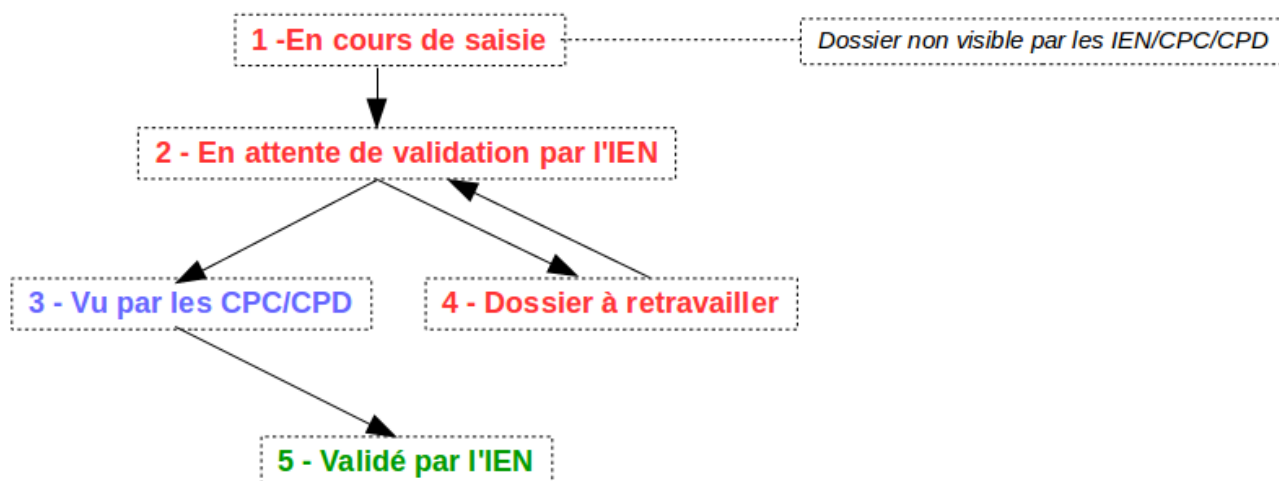 1 -En cours de saisie
Dossier non visible par les IEN/CPC/CPD
2 - En attente de validation par l'IEN
3 - Vu par les CPC/CPD
4 - Dossier à retravailler
5 - Validé par l'IEN